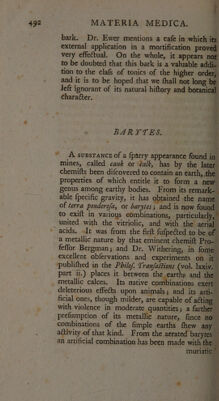 492 MATERIA MEDICA.
bark. Dr. Ewer mentions a case in which its
external application in a mortification proved
very effectual. On the whole, it appears not
to be doubted that this bark is a valuable addi-
tion to the class of tonics of the higher order,
and it is to be hoped that we shall not long be
left ignorant of its natural history and botanical
character.
BARYTES.
A SUBSTANCE of a sparry appearance found in
mines, called cauk or calk, has by the later
chemists been discovered to contain an earth, the
properties of which entitle it to form a new
genus among earthy bodies. From its remark-
able specific gravity, it has obtained the name
of terra ponderosa, or barytes, and is now found
to exist in various combinations, particularly,
united with the vitriolic, and with the aerial
acids. It was from the first suspected to be of
a metallic nature by that eminent chemist Pro-
fessor Bergman; and Dr. Withering, in some
excellent observations and experiments on it
published in the Philos. Transactions (vol. lxxiv.
part ii.) places it between the earths and the
metallic calces. Its native combinations exert
deleterious effects upon animals; and its arti-
ficial ones, though milder, are capable of acting
with violence in moderate quantities; a farther
presumption of its metallic nature, since no
combinations of the simple earths shew any
activity of that kind. From the aerated barytes
an artificial combination has been made with the
muriatic